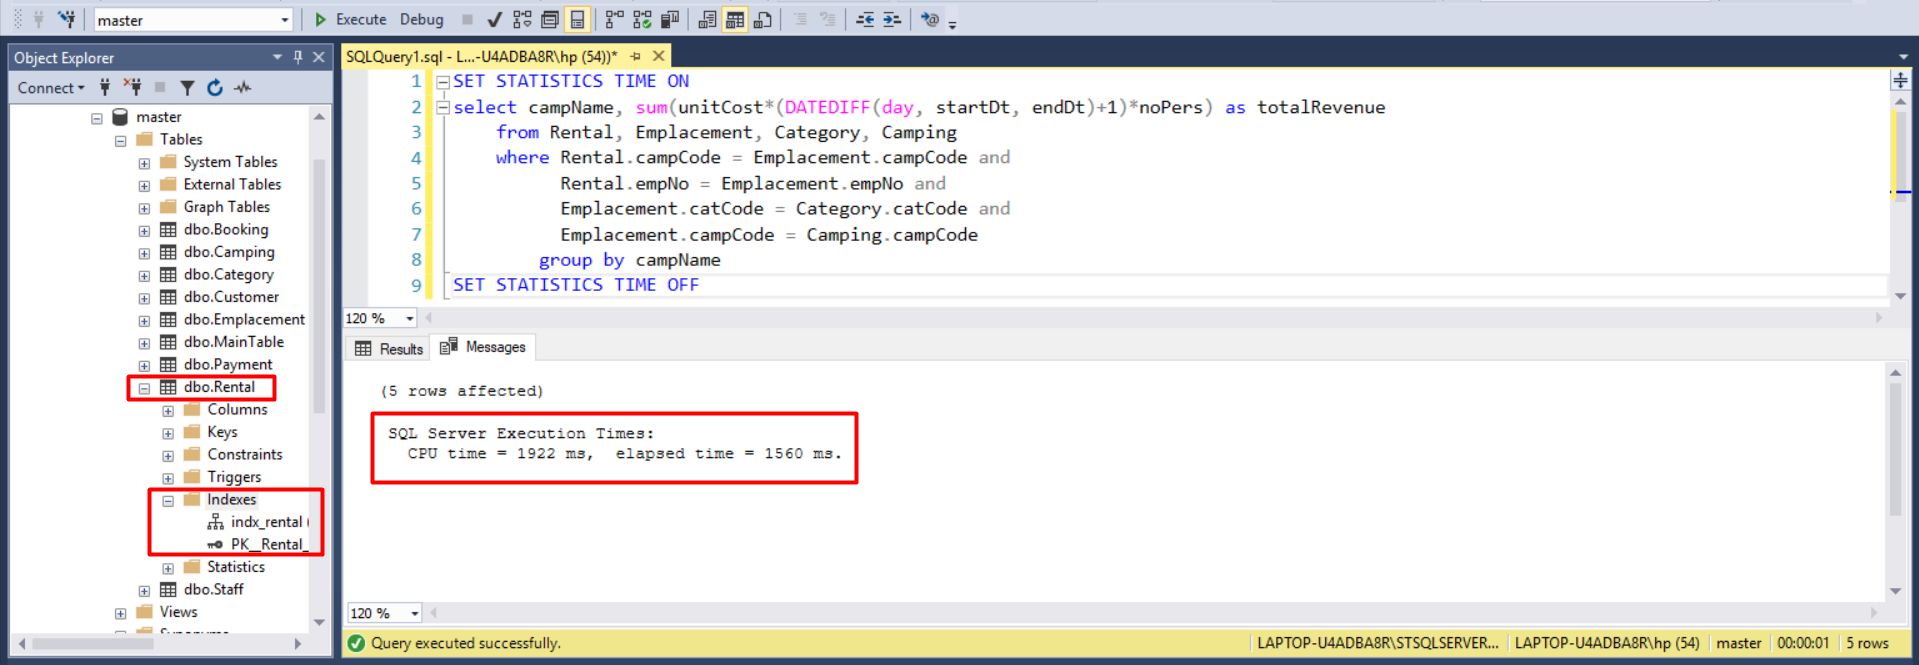 master
Execute
Debug
Object Explorer
Connect
master
Tables
System Tables
External Tables
Graph Tables
dbo.Booking
dbo.Camping
dbo.Category
dbo.Customer
dbo.Emplacement
dbo.MainTable
dbo.Payment
dbo.Rental
Columns
Keys
Constraints
Triggers
Indexes
indx_rental (
PK__Rental_
Statistics
dbo.Staff
Views
SQLQuery1.sql - L...-U4ADBA8R\hp (54))*
1 SET STATISTICS TIME ON
2 select campName, sum(unitCost*(DATEDIFF(day, startDt, endDt)+1)*noPers) as totalRevenue
3 from Rental, Emplacement, Category, Camping
4 where Rental.campCode = Emplacement.campCode and
5 Rental.empNo = Emplacement.empNo and
6 Emplacement.catCode = Category.catCode and
7 Emplacement.campCode = Camping.campCode
8 group by campName
9 SET STATISTICS TIME OFF
120 %
Results
Messages
(5 rows affected)
SQL Server Execution Times:
CPU time = 1922 ms,  elapsed time = 1560 ms.
120 %
Query executed successfully.
LAPTOP-U4ADBA8R\STSQLSERVER...
LAPTOP-U4ADBA8R\hp (54)
master
00:00:01
5 rows